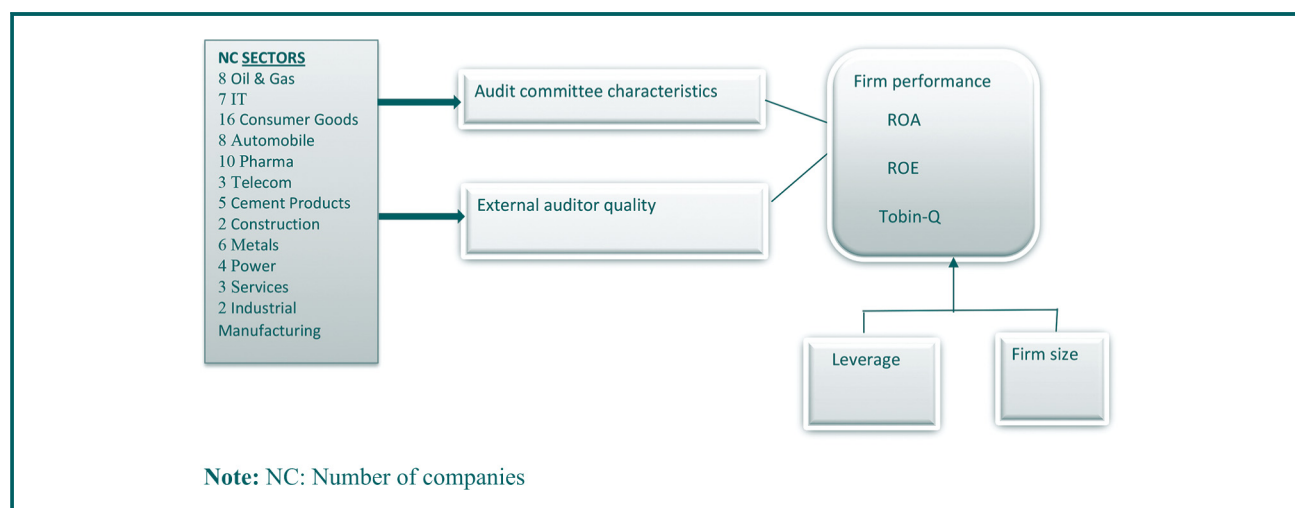 NC SECTORS
8 Oil & Gas
7 IT
16 Consumer Goods
8 Automobile
10 Pharma
3 Telecom
5 Cement Products
2 Construction
6 Metals
4 Power
3 Services
2 Industrial
Manufacturing
Audit committee characteristics
External auditor quality
Firm performance
ROA
ROE
Tobin-Q
Leverage
Firm size
Note: NC: Number of companies